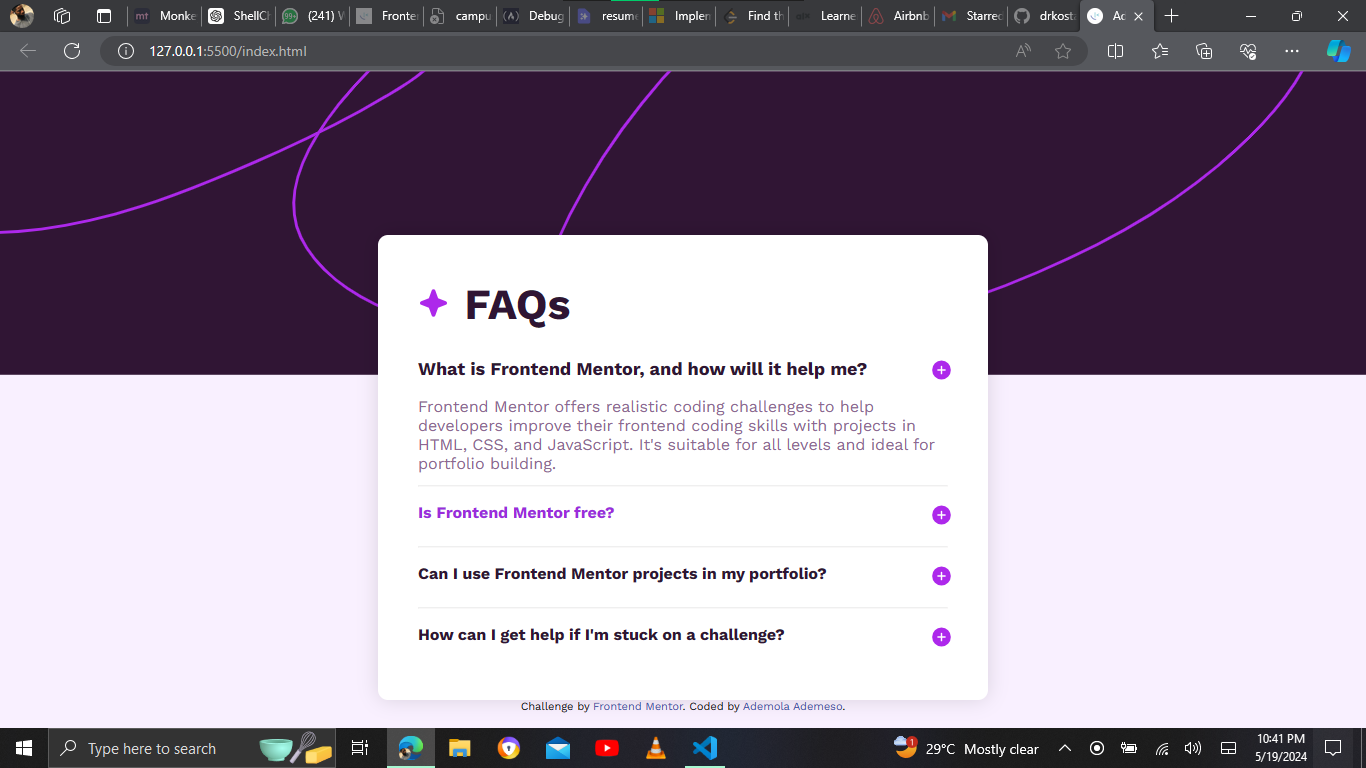 Monke
ShellCl
(241) V
Fronter
campu
Debug
resume
Implem
Find th
Learne
Airbnb
Starred
drkosta
Ac
127.0.0.1:5500/index.html
FAQs
What is Frontend Mentor, and how will it help me?
Frontend Mentor offers realistic coding challenges to help
developers improve their frontend coding skills with projects in
HTML, CSS, and JavaScript. It's suitable for all levels and ideal for
portfolio building.
Is Frontend Mentor free?
Can I use Frontend Mentor projects in my portfolio?
How can I get help if I'm stuck on a challenge?
Challenge by Frontend Mentor. Coded by Ademola Ademeso.
Type here to search
1
29°C Mostly clear
10:41 PM
5/19/2024